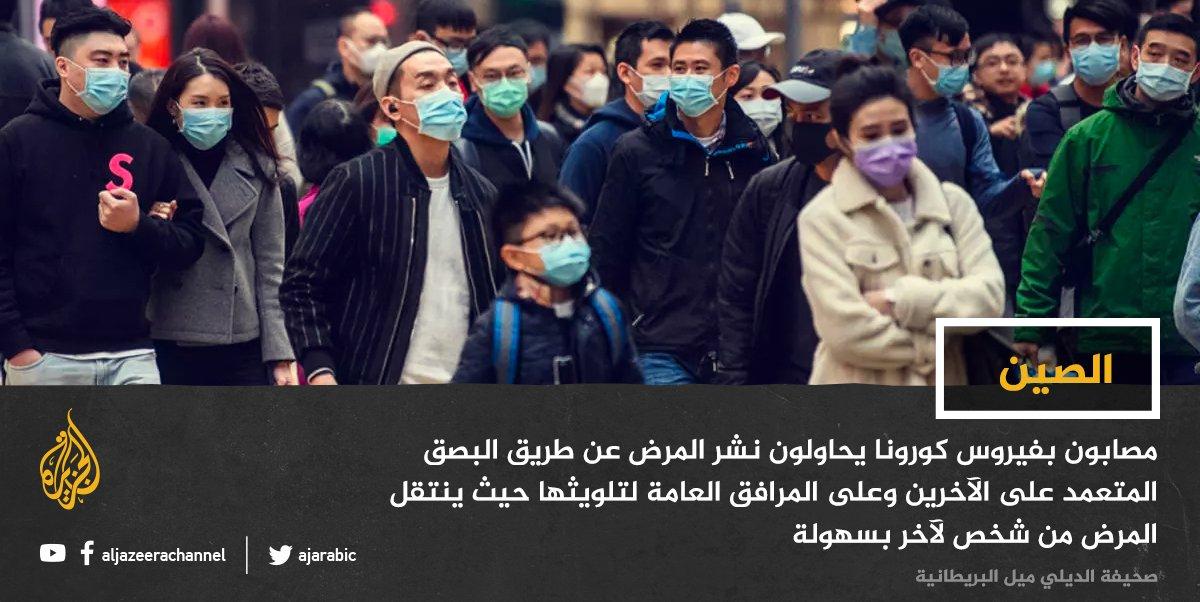 S
الصين
مصابون بفيروس كورونا يحاولون نشر المرض عن طريق البصق
المتعمد على الآخرين وعلى المرافق العامة لتلويثها حيث ينتقل
المرض من شخص لآخر بسهولة
صحيفة الديلي ميل البريطانية
الجزيرة
aljazeerachannel
ajarabic